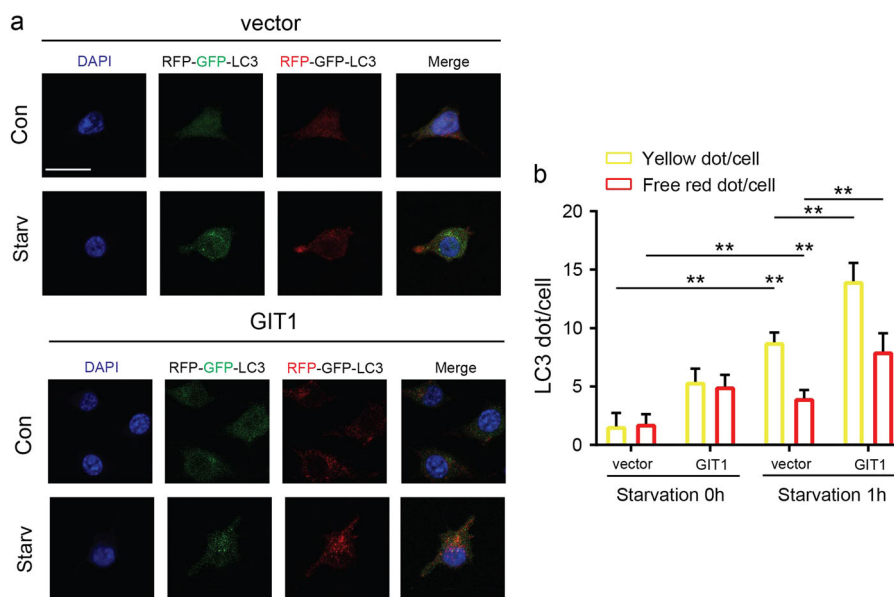 a
vector
DAPI RFP-GFP-LC3 RFP-GFP-LC3 Merge
Con
Starv
GIT1
DAPI RFP-GFP-LC3 RFP-GFP-LC3 Merge
Con
Starv
b
Yellow dot/cell
Free red dot/cell
LC3 dot/cell
20
15
10
5
0
**
**
** **
** **
vector GIT1 vector GIT1
Starvation 0h Starvation 1h